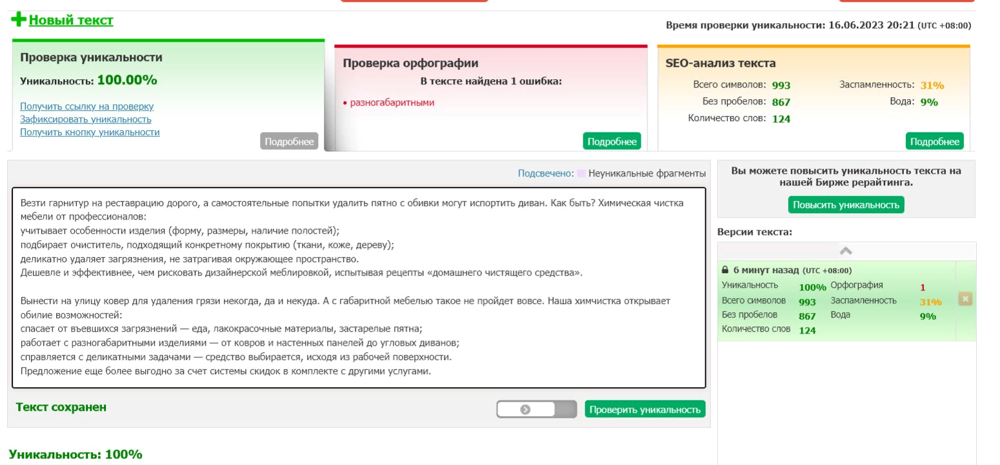 Новый текст
Время проверки уникальности: 16.06.2023 20:21 (UTC +08:00)
Проверка уникальности
Уникальность: 100.00%
Получить ссылку на проверку
Зафиксировать уникальность
Получить кнопку уникальности
Подробнее
Проверка орфографии
В тексте найдена 1 ошибка:
• разногабаритными
Подробнее
SEO-анализ текста
Всего символов: 993 Заспамленность: 31%
Без пробелов: 867 Вода: 9%
Количество слов: 124
Подробнее
Подсвечено: Неуникальные фрагменты
Везти гарнитур на реставрацию дорого, а самостоятельные попытки удалить пятно с обивки могут испортить диван. Как быть? Химическая чистка
мебели от профессионалов:
учитывает особенности изделия (форму, размеры, наличие полостей);
подбирает очиститель, подходящий конкретному покрытию (ткани, коже, дереву);
деликатно удаляет загрязнения, не затрагивая окружающее пространство.
Дешевле и эффективнее, чем рисковать дизайнерской меблировкой, испытывая рецепты «домашнего чистящего средства».
Вынести на улицу ковер для удаления грязи некогда, да и некуда. А с габаритной мебелью такое не пройдет вовсе. Наша химчистка открывает
обилие возможностей:
спасает от въевшихся загрязнений — еда, лакокрасочные материалы, застарелые пятна;
работает с разногабаритными изделиями — от ковров и настенных панелей до угловых диванов;
справляется с деликатными задачами — средство выбирается, исходя из рабочей поверхности.
Предложение еще более выгодно за счет системы скидок в комплекте с другими услугами.
Текст сохранен
Проверить уникальность
Уникальность: 100%
Вы можете повысить уникальность текста на
нашей Бирже рерайтинга.
Повысить уникальность
Версии текста:
6 минут назад (UTC +08:00)
Уникальность 100% Орфография 1
Всего символов 993 Заспамленность 31%
Без пробелов 867 Вода 9%
Количество слов 124